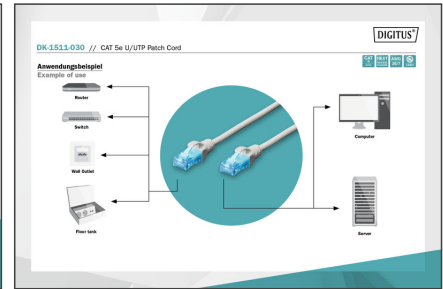 DIGITUS®
DK-1511-030 // CAT 5e U/UTP Patch Cord
Anwendungsbeispiel
Example of use
Router
Switch
Wall Outlet
Floor tank
Computer
Server